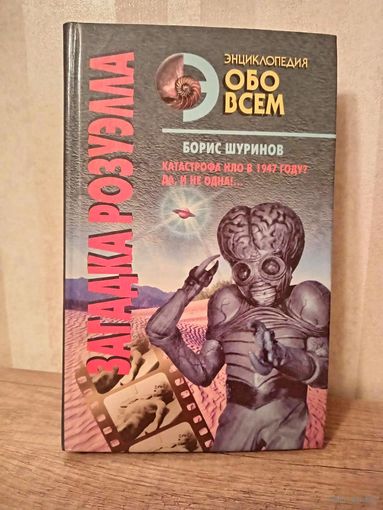 ЭНЦИКЛОПЕДИЯ
ОБО
ВСЕМ
БОРИС ШУРИНОВ
КАТАСТРОФА НЛО В 1947 ГОДУ?
ДА, И НЕ ОДНА!...
ЗАГАДКА РОЗУЭЛЛА